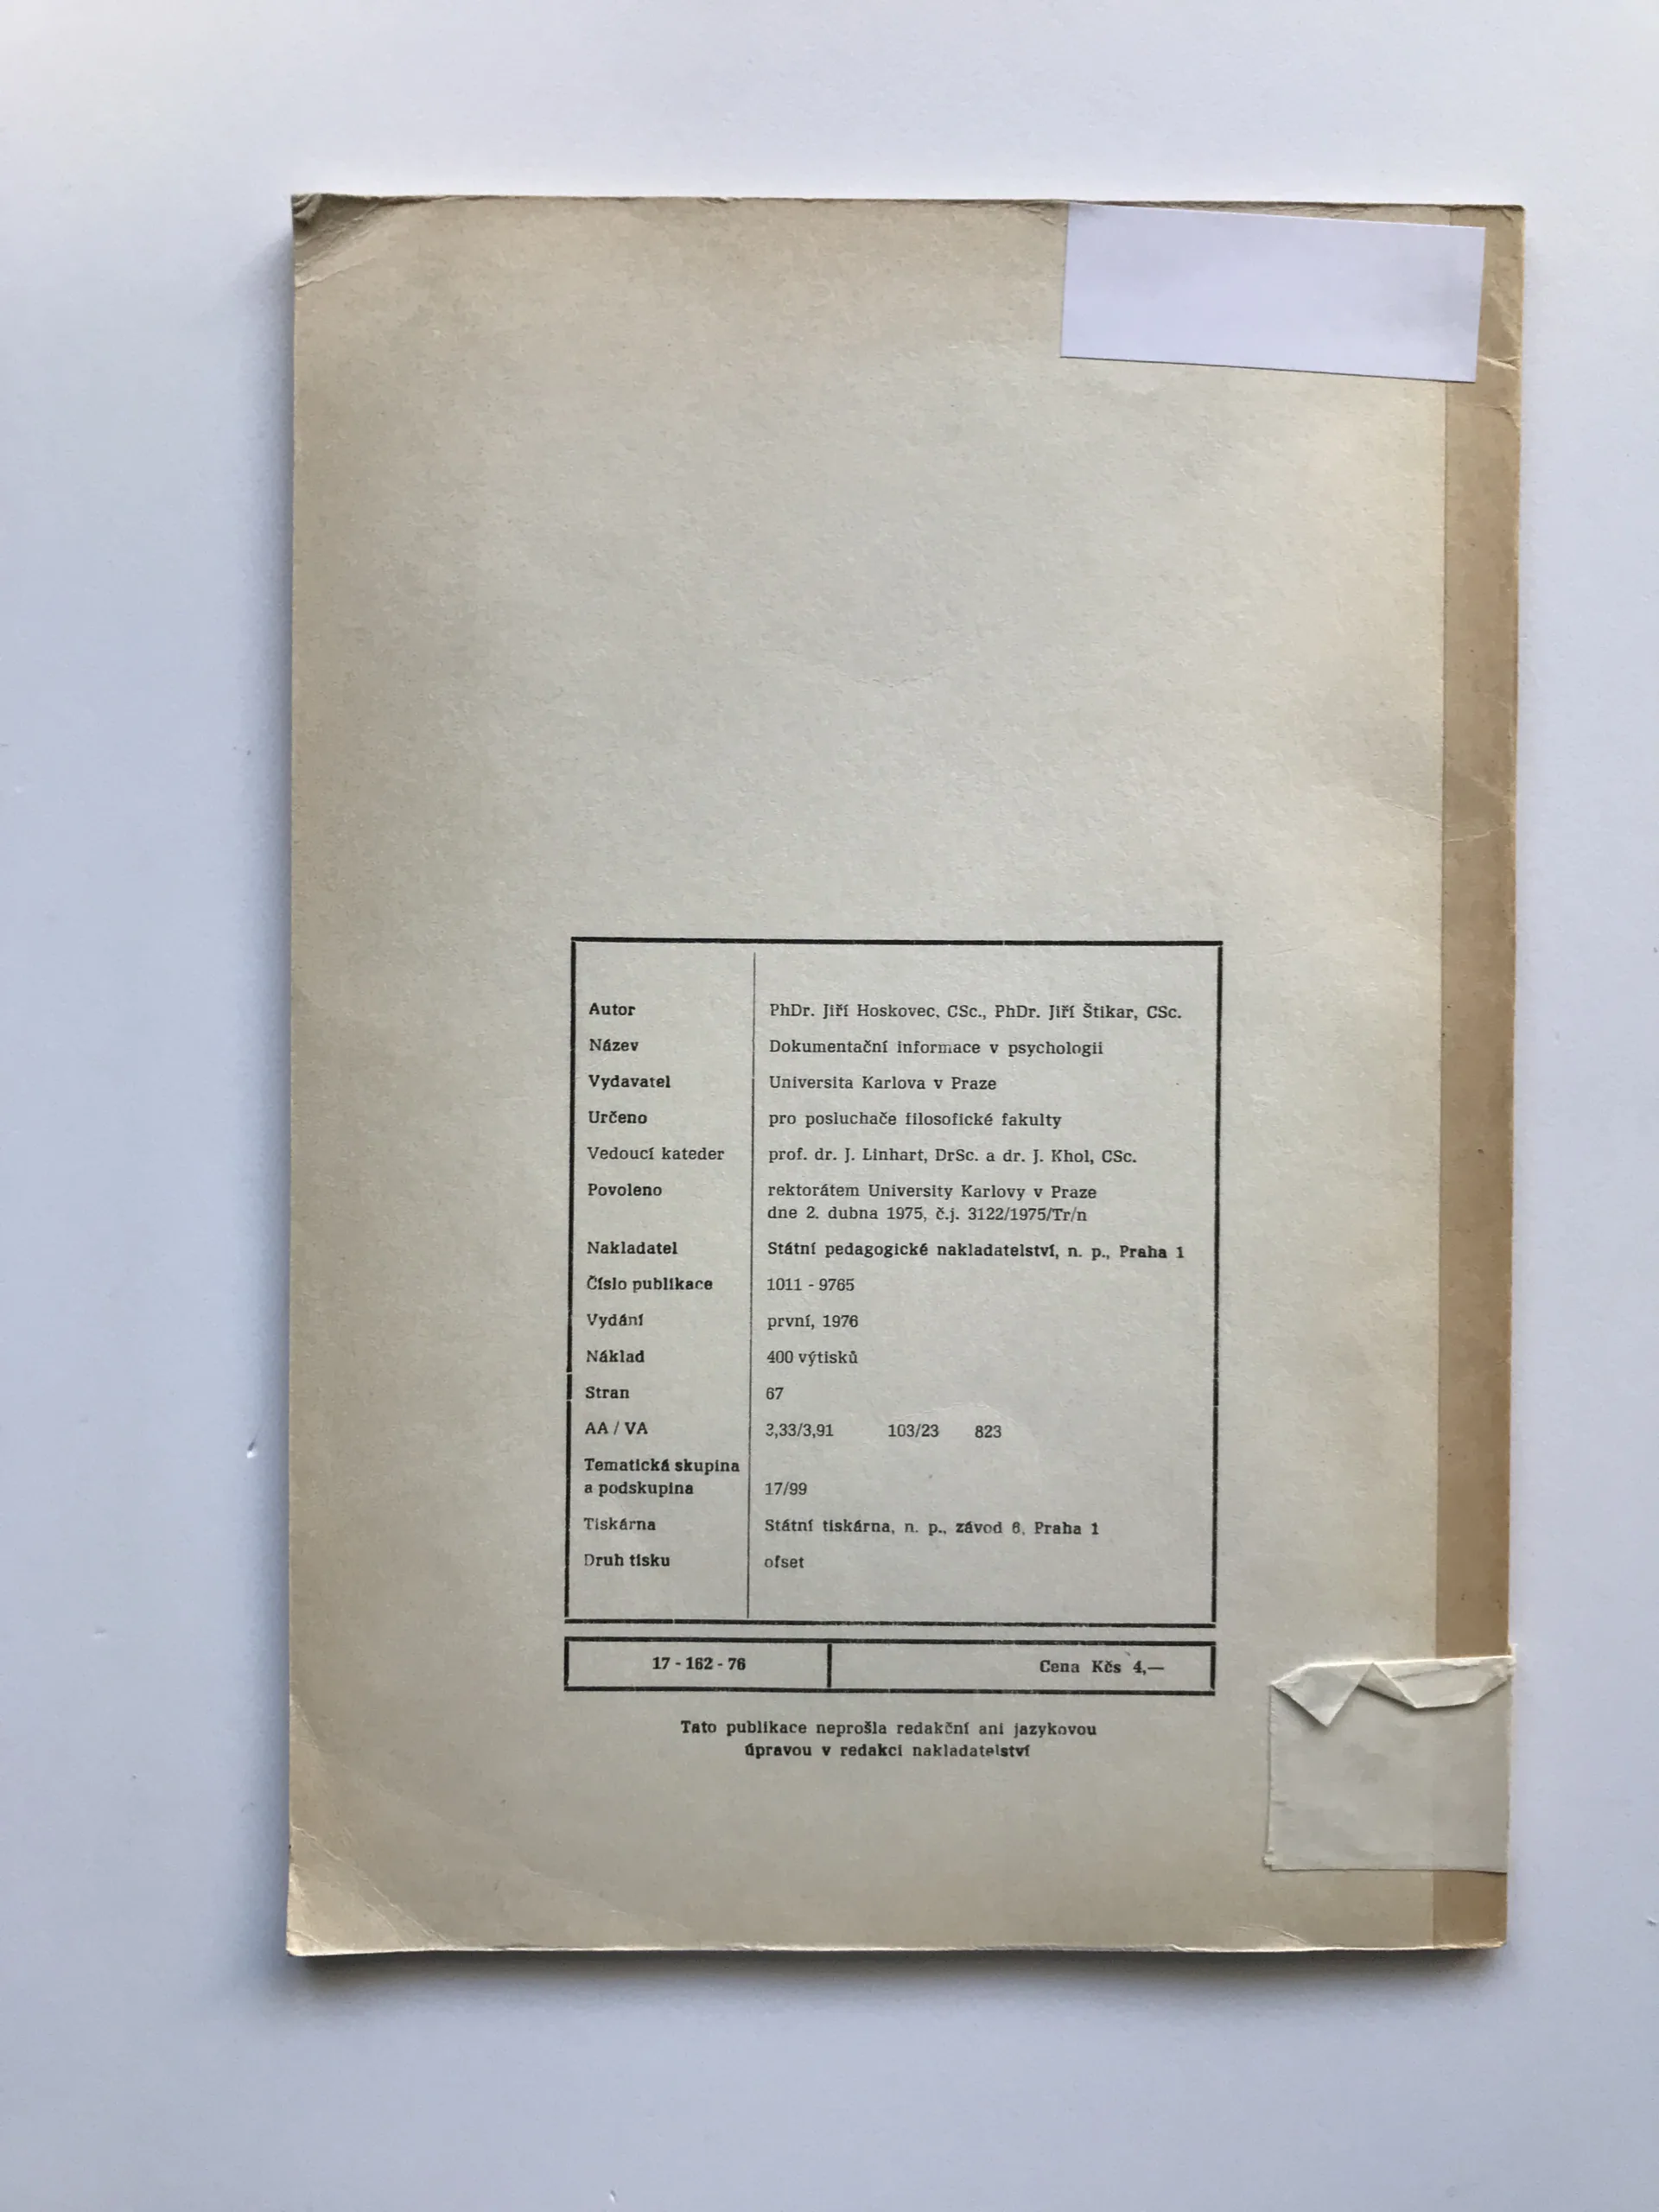 Autor PhDr. Jiří Hoskovec, CSc., PhDr. Jiří Štikar, CSc.
Název Dokumentační informace v psychologii
Vydavatel Universita Karlova v Praze
Určeno pro posluchače filosofické fakulty
Vedoucí kateder prof. dr. J. Linhart, DrSc. a dr. J. Khol, CSc.
Povoleno rektorátem University Karlovy v Praze
dne 2. dubna 1975, č.j. 3122/1975/Tr/n
Nakladatel Státní pedagogické nakladatelství, n. p., Praha 1
Číslo publikace 1011 - 9765
Vydání první, 1976
Náklad 400 výtisků
Stran 67
AA / VA 3,33/3,91 103/23 823
Tematická skupina
a podskupina 17/99
Tiskárna Státní tiskárna, n. p., závod 6, Praha 1
Druh tisku ofset
17 - 162 - 76 Cena Kčs 4,—
Tato publikace neprošla redakční ani jazykovou
úpravou v redakci nakladatelství